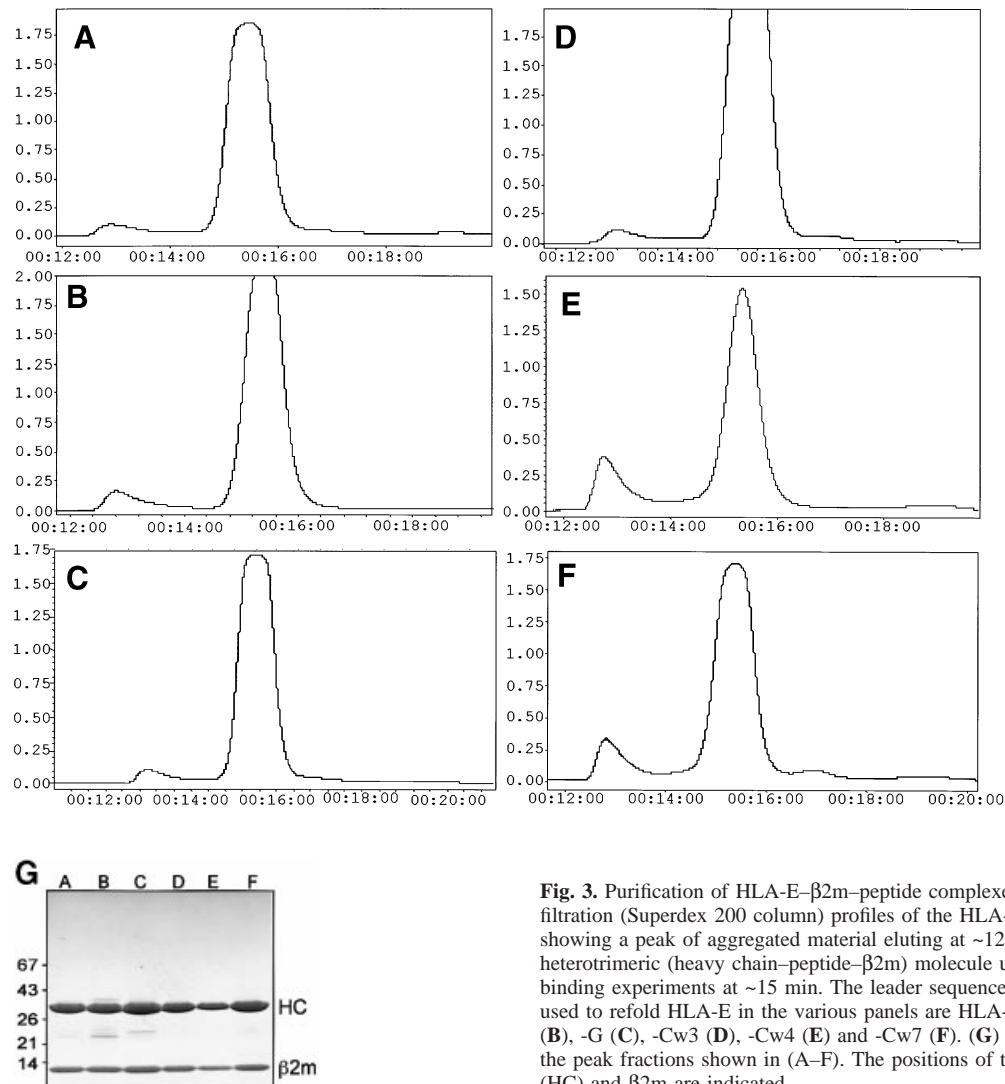 A
1.75
1.50
1.25
1.00
0.75
0.50
0.25
0.00
00:12:00 00:14:00 00:16:00 00:18:00
B
2.00
1.75
1.50
1.25
1.00
0.75
0.50
0.25
0.00
00:12:00 00:14:00 00:16:00 00:18:00
C
1.75
1.50
1.25
1.00
0.75
0.50
0.25
0.00
00:12:00 00:14:00 00:16:00 00:18:00 00:20:00
D
1.75
1.50
1.25
1.00
0.75
0.50
0.25
0.00
00:12:00 00:14:00 00:16:00 00:18:00
E
1.50
1.25
1.00
0.75
0.50
0.25
0.00
00:12:00 00:14:00 00:16:00 00:18:00
F
1.75
1.50
1.25
1.00
0.75
0.50
0.25
0.00
00:12:00 00:14:00 00:16:00 00:18:00 00:20:00
G
A B C D E F
67
43
26
21
14
HC
β2m
Fig. 3. Purification of HLA-E–β2m–peptide complexe
filtration (Superdex 200 column) profiles of the HLA-
showing a peak of aggregated material eluting at ~12
heterotrimeric (heavy chain–peptide–β2m) molecule u
binding experiments at ~15 min. The leader sequence
used to refold HLA-E in the various panels are HLA-
(B), -G (C), -Cw3 (D), -Cw4 (E) and -Cw7 (F). (G)
the peak fractions shown in (A–F). The positions of t
(HC) and β2m are indicated.